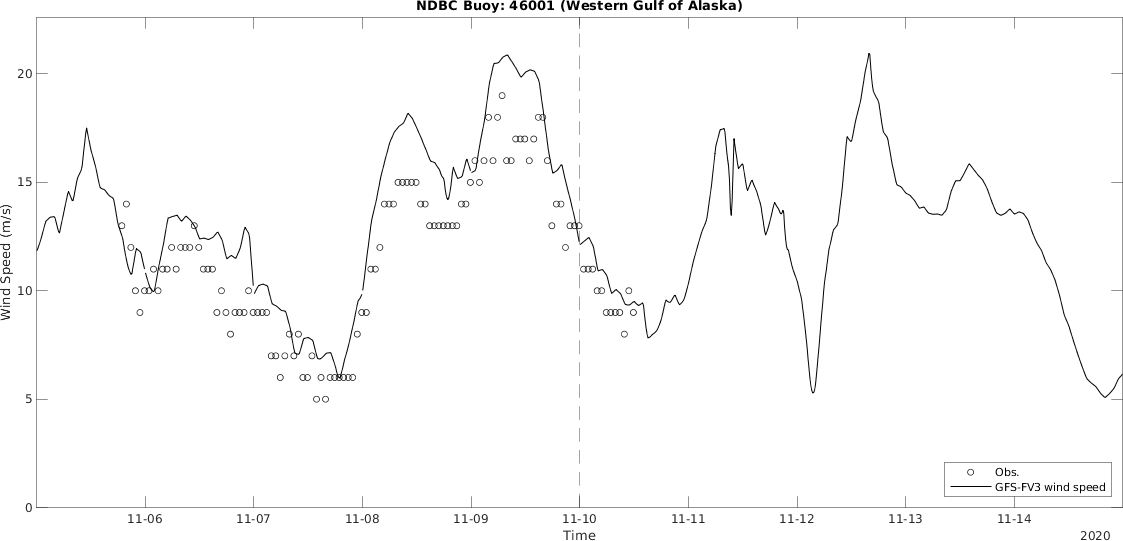 NDBC Buoy: 46001 (Western Gulf of Alaska)
Wind Speed (m/s)
20
15
10
5
0
11-06 11-07 11-08 11-09 11-10 11-11 11-12 11-13 11-14
Time
2020
Obs.
GFS-FV3 wind speed